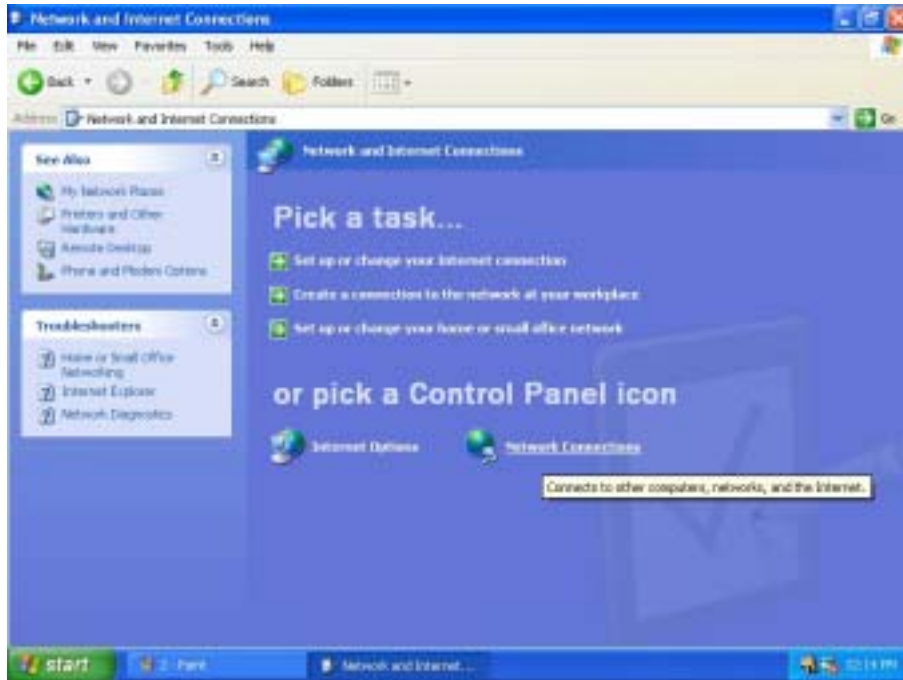 Network and Internet Connections
File Edit View Favorites Tools Help
Back Search Folders
Address Network and Internet Connections Go
See Also
My Network Places
Printers and Other
Hardware
Remote Desktop
Phone and Modem Options
Troubleshooters
Home or Small Office
Networking
Internet Explorer
Network Diagnostics
Network and Internet Connections
Pick a task...
Set up or change your Internet connection
Create a connection to the network at your workplace
Set up or change your home or small office network
or pick a Control Panel icon
Internet Options
Network Connections
Connects to other computers, networks, and the Internet.
start
2 - Paint
Network and Internet...
02:14 PM